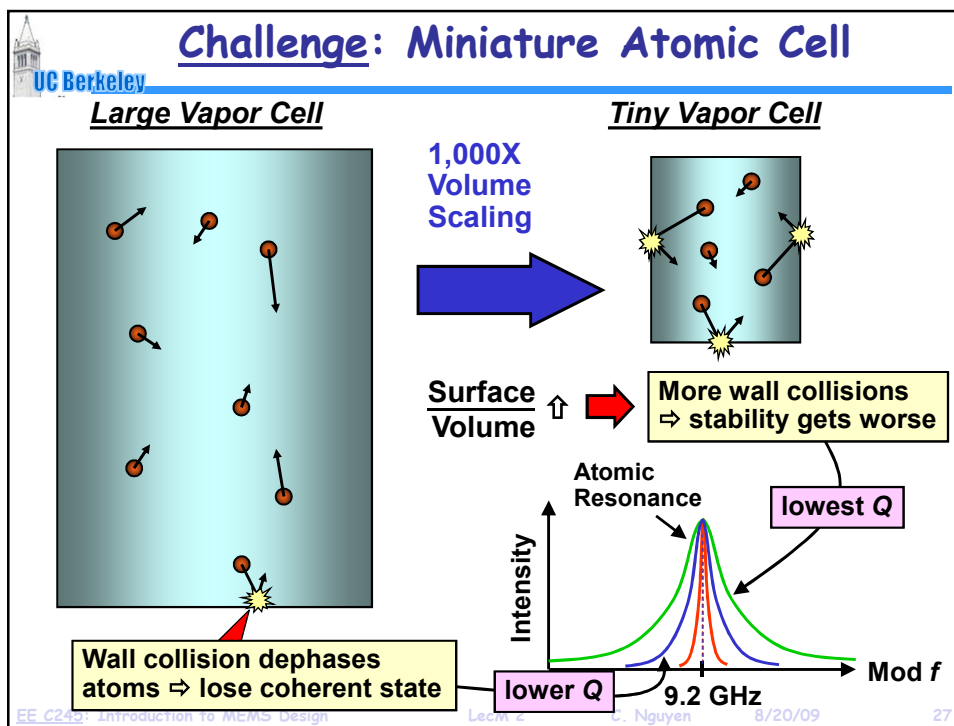 Challenge: Miniature Atomic Cell
UC Berkeley
Large Vapor Cell
Tiny Vapor Cell
1,000X
Volume
Scaling
Surface
Volume ⇧
More wall collisions
⇨ stability gets worse
Atomic
Resonance
lowest Q
Intensity
Wall collision dephases
atoms ⇨ lose coherent state
lower Q
9.2 GHz
Mod f
EE C245: Introduction to MEMS Design
LecM 2
C. Nguyen
8/20/09
27